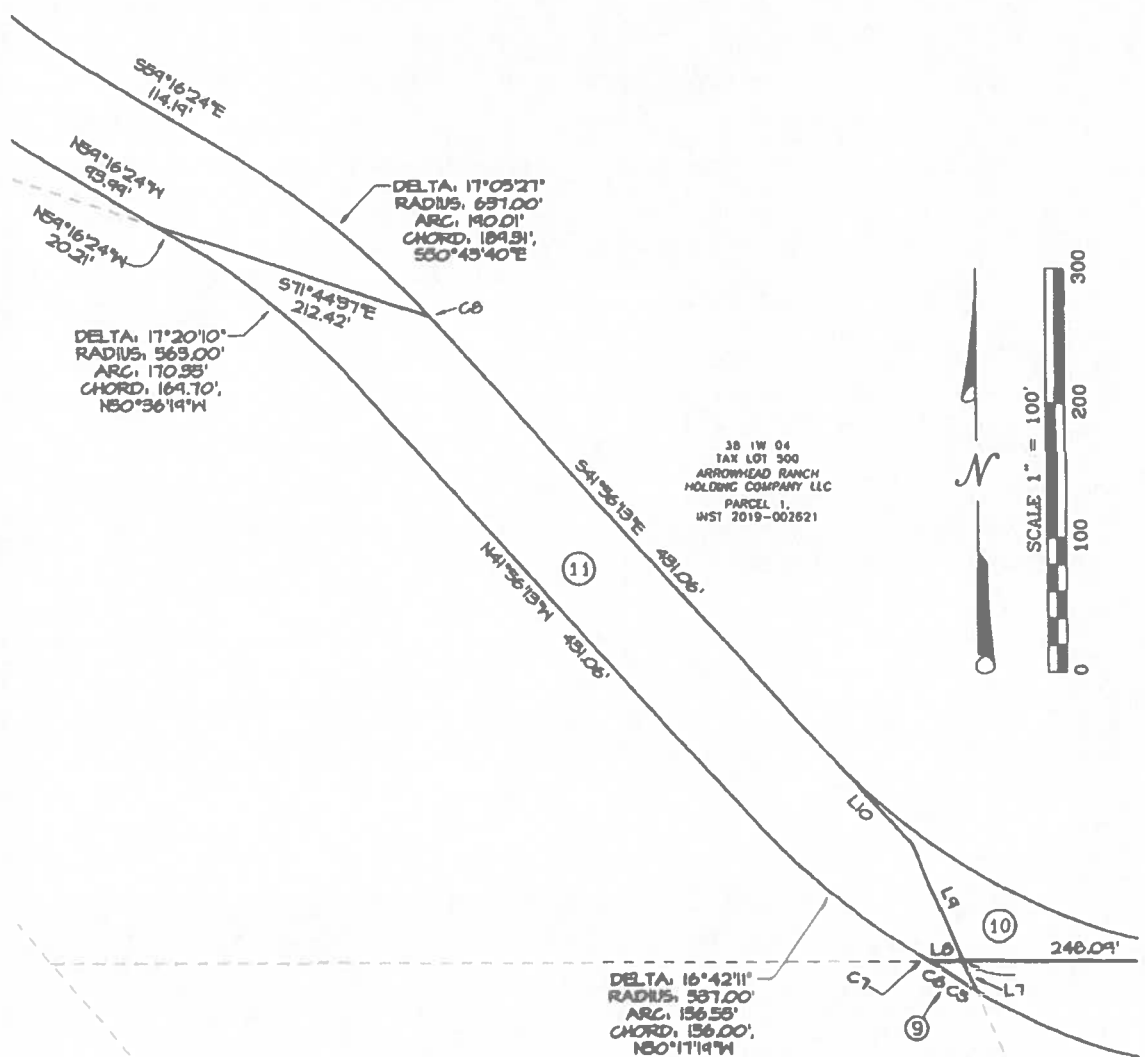 S59°16'24"E
114.19'
N59°16'24"W
93.99'
N59°16'24"W
20.21'
DELTA: 17°05'27"
RADIUS: 637.00'
ARC: 190.01'
CHORD: 189.31',
S50°43'40"E
S71°44'37"E
212.42'
C8
DELTA: 17°20'10"
RADIUS: 563.00'
ARC: 170.35'
CHORD: 169.70',
N50°36'19"W
38 1W 04
TAX LOT 300
ARROWHEAD RANCH
HOLDING COMPANY LLC
PARCEL 1,
INST 2019-002621
S41°56'13"E 451.06'
N41°56'13"W 451.06'
11
N
SCALE 1" = 100'
0
100
200
300
L10
L9
10
L8
248.09'
C7
C6
C5
L7
9
DELTA: 16°42'11"
RADIUS: 537.00'
ARC: 156.55'
CHORD: 156.00',
N50°17'19"W